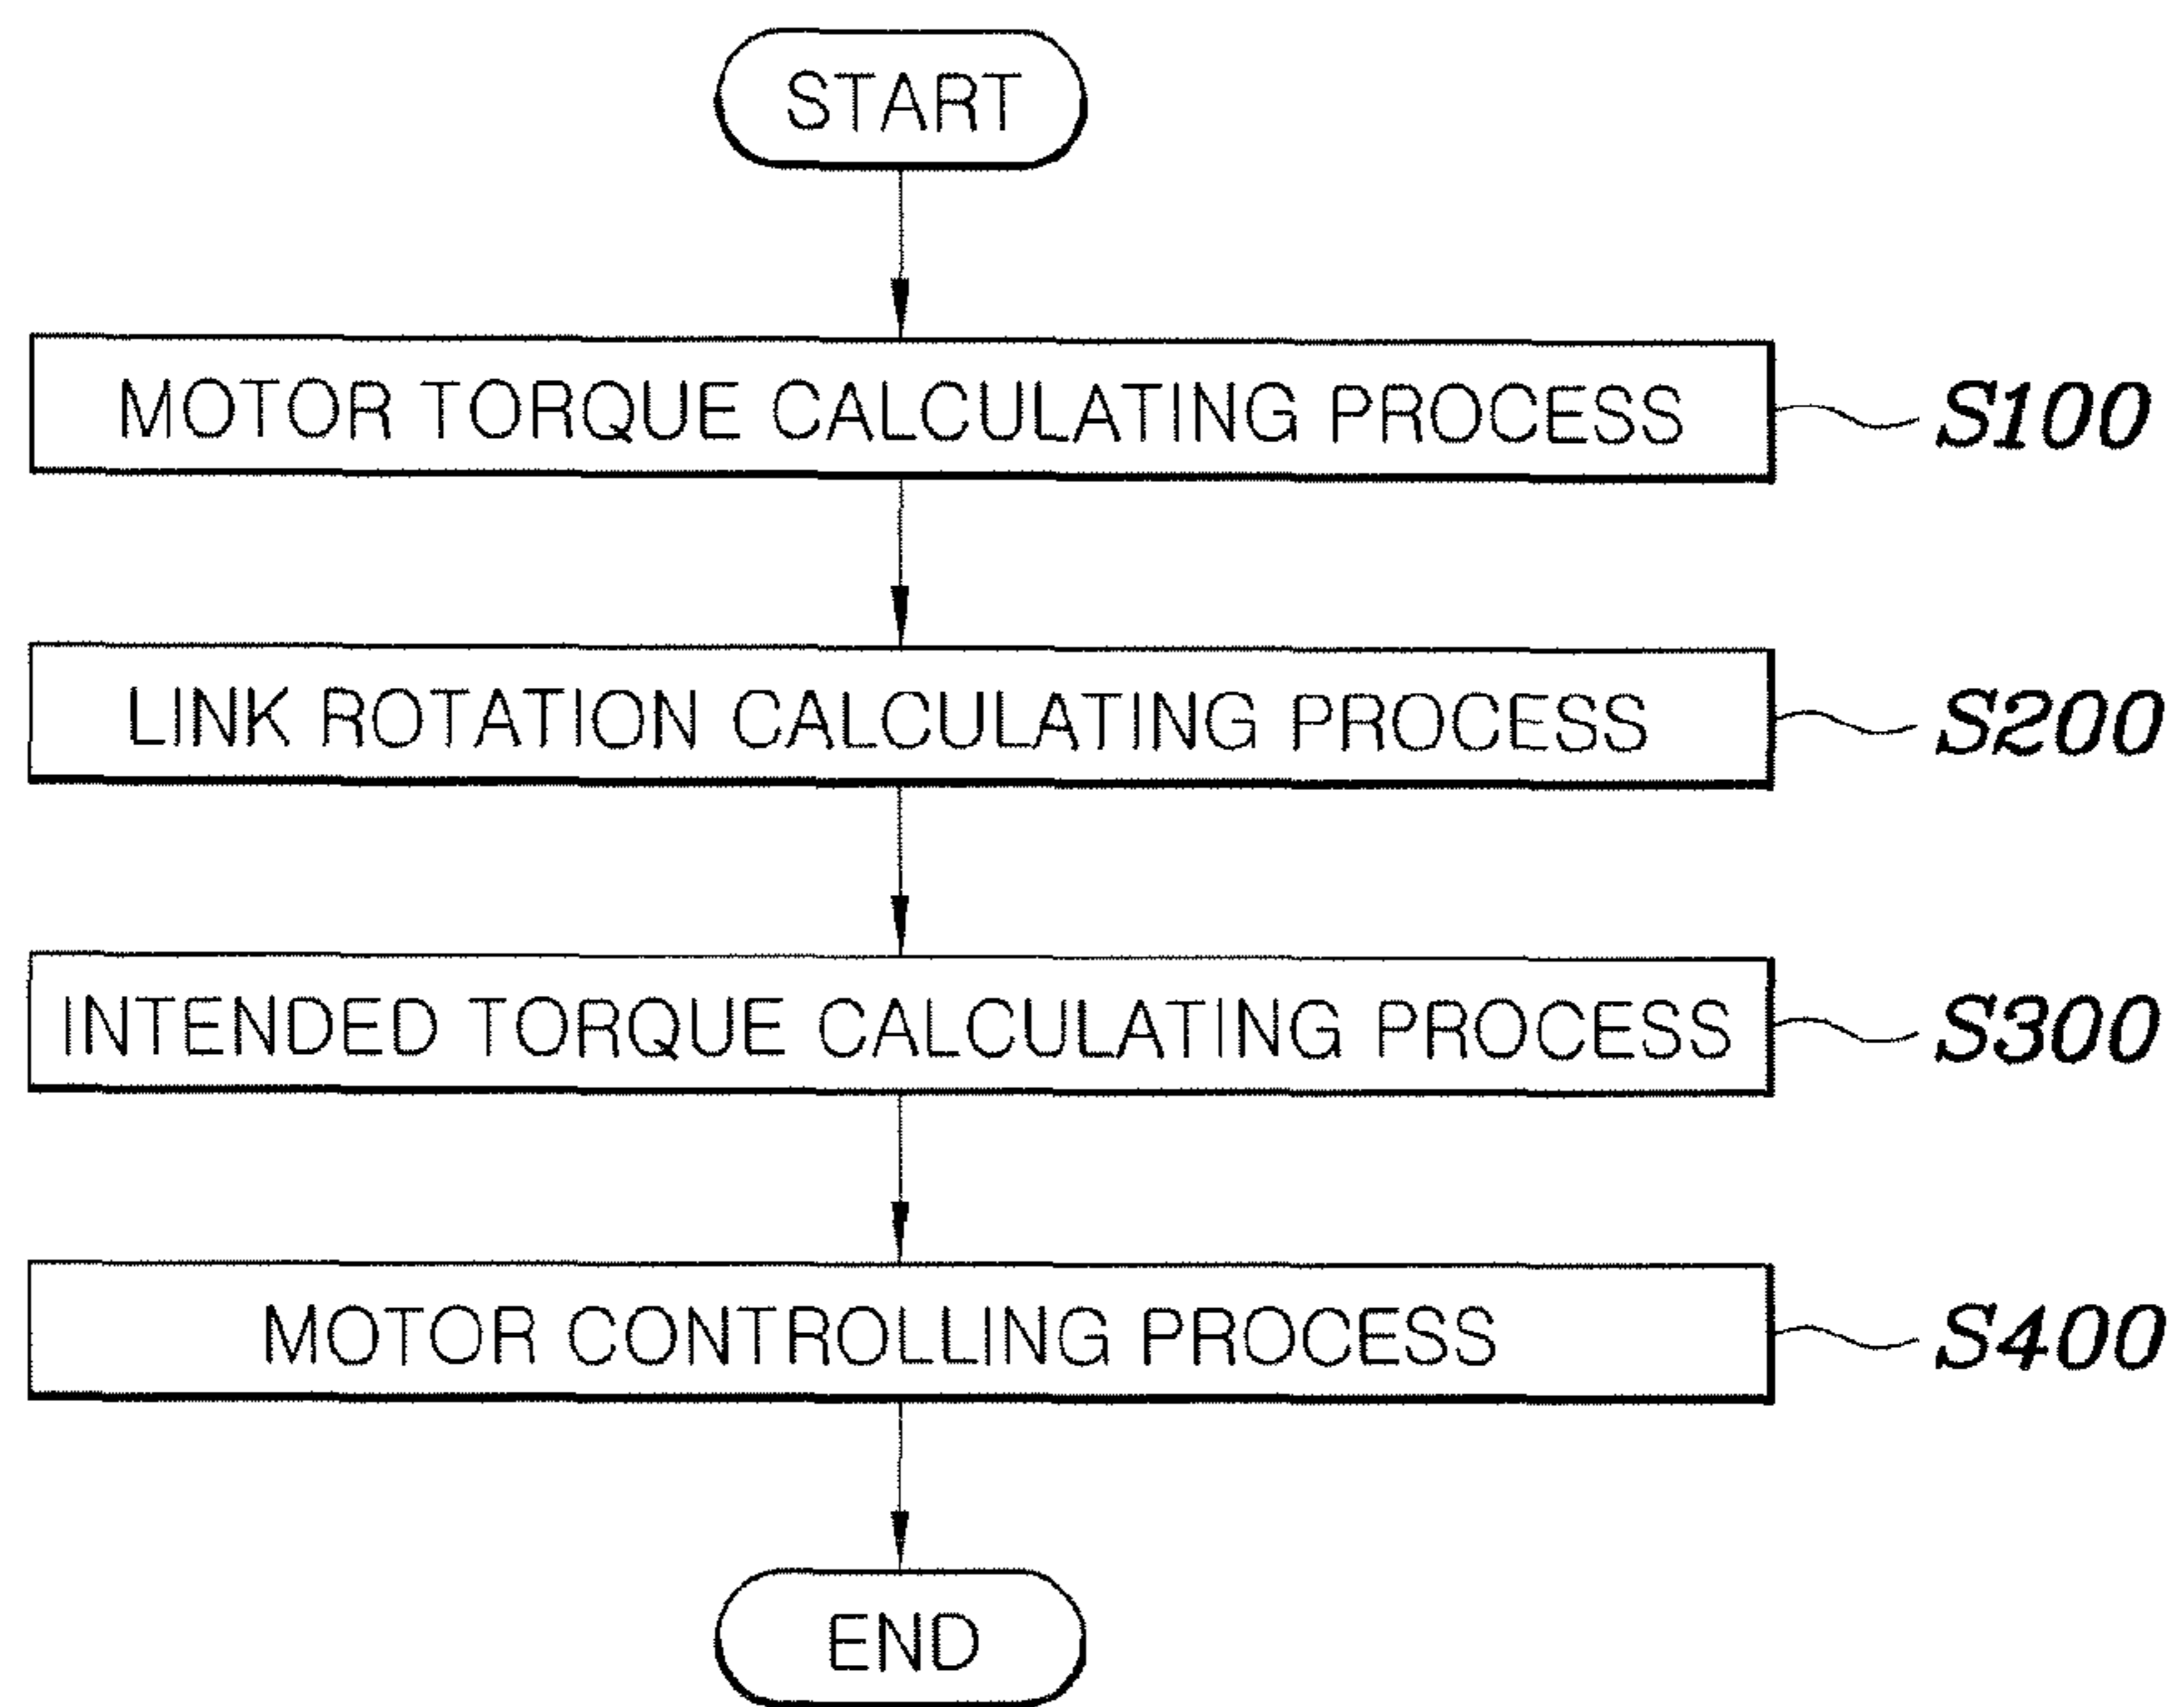 START
MOTOR TORQUE CALCULATING PROCESS S100
LINK ROTATION CALCULATING PROCESS S200
INTENDED TORQUE CALCULATING PROCESS S300
MOTOR CONTROLLING PROCESS S400
END